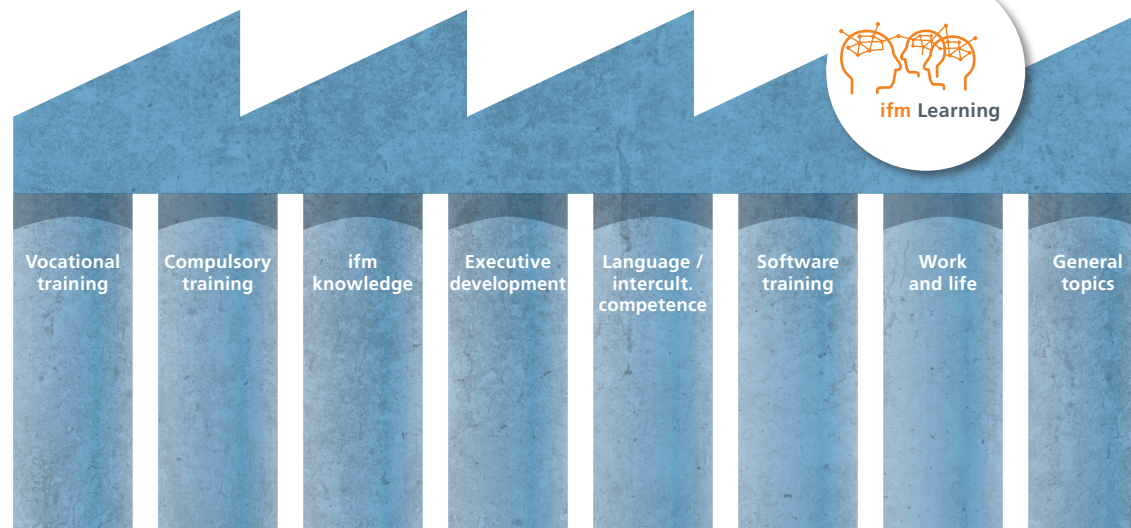 ifm Learning
Vocational
training
Compulsory
training
ifm
knowledge
Executive
development
Language /
intercult.
competence
Software
training
Work
and life
General
topics